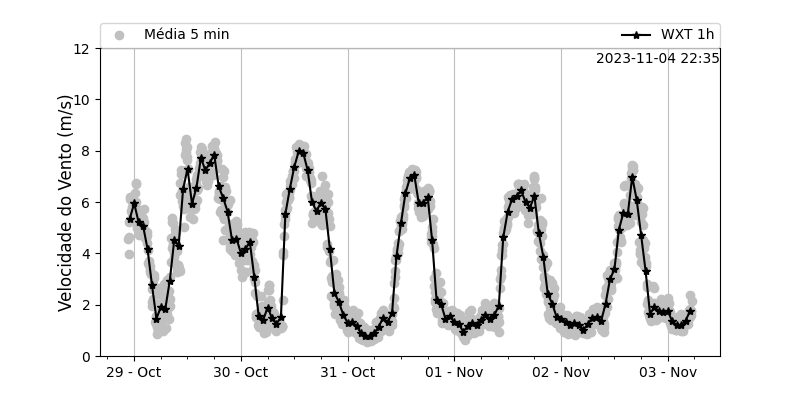 Média 5 min
WXT 1h
2023-11-04 22:35
Velocidade do Vento (m/s)
12
10
8
6
4
2
0
29 - Oct
30 - Oct
31 - Oct
01 - Nov
02 - Nov
03 - Nov